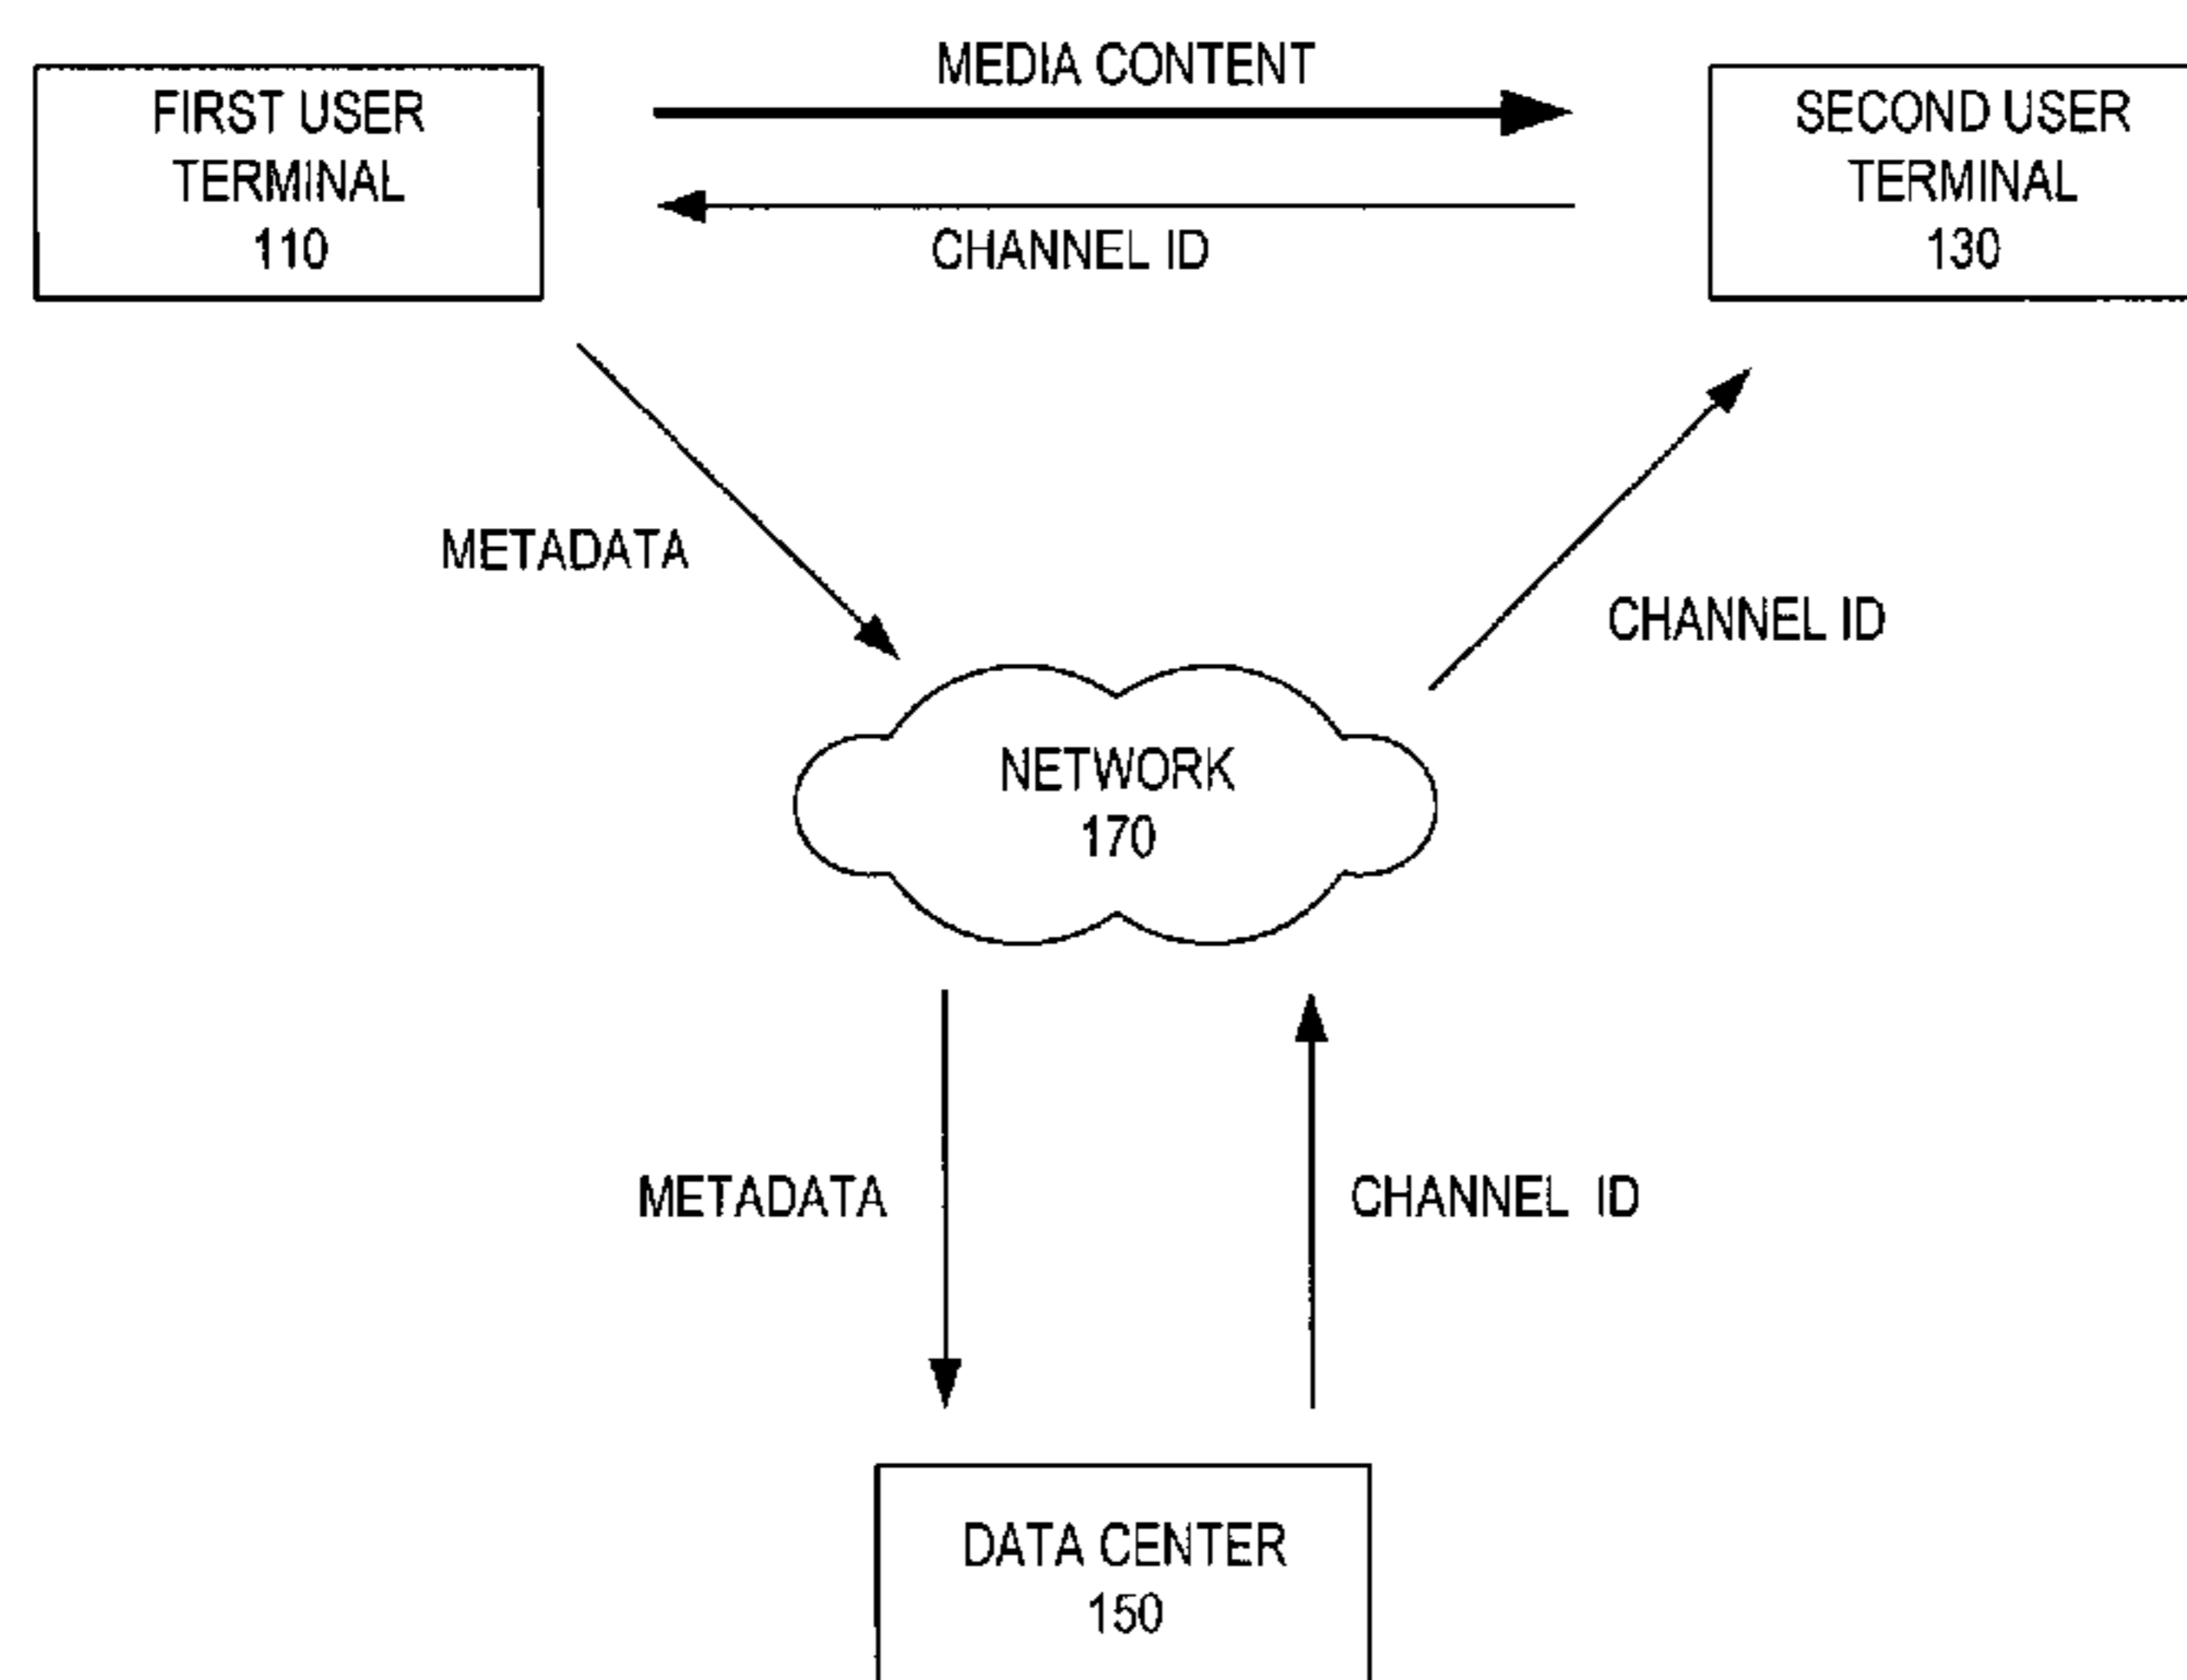 MEDIA CONTENT
FIRST USER
TERMINAL
110
SECOND USER
TERMINAL
130
CHANNEL ID
METADATA
CHANNEL ID
NETWORK
170
METADATA
CHANNEL ID
DATA CENTER
150